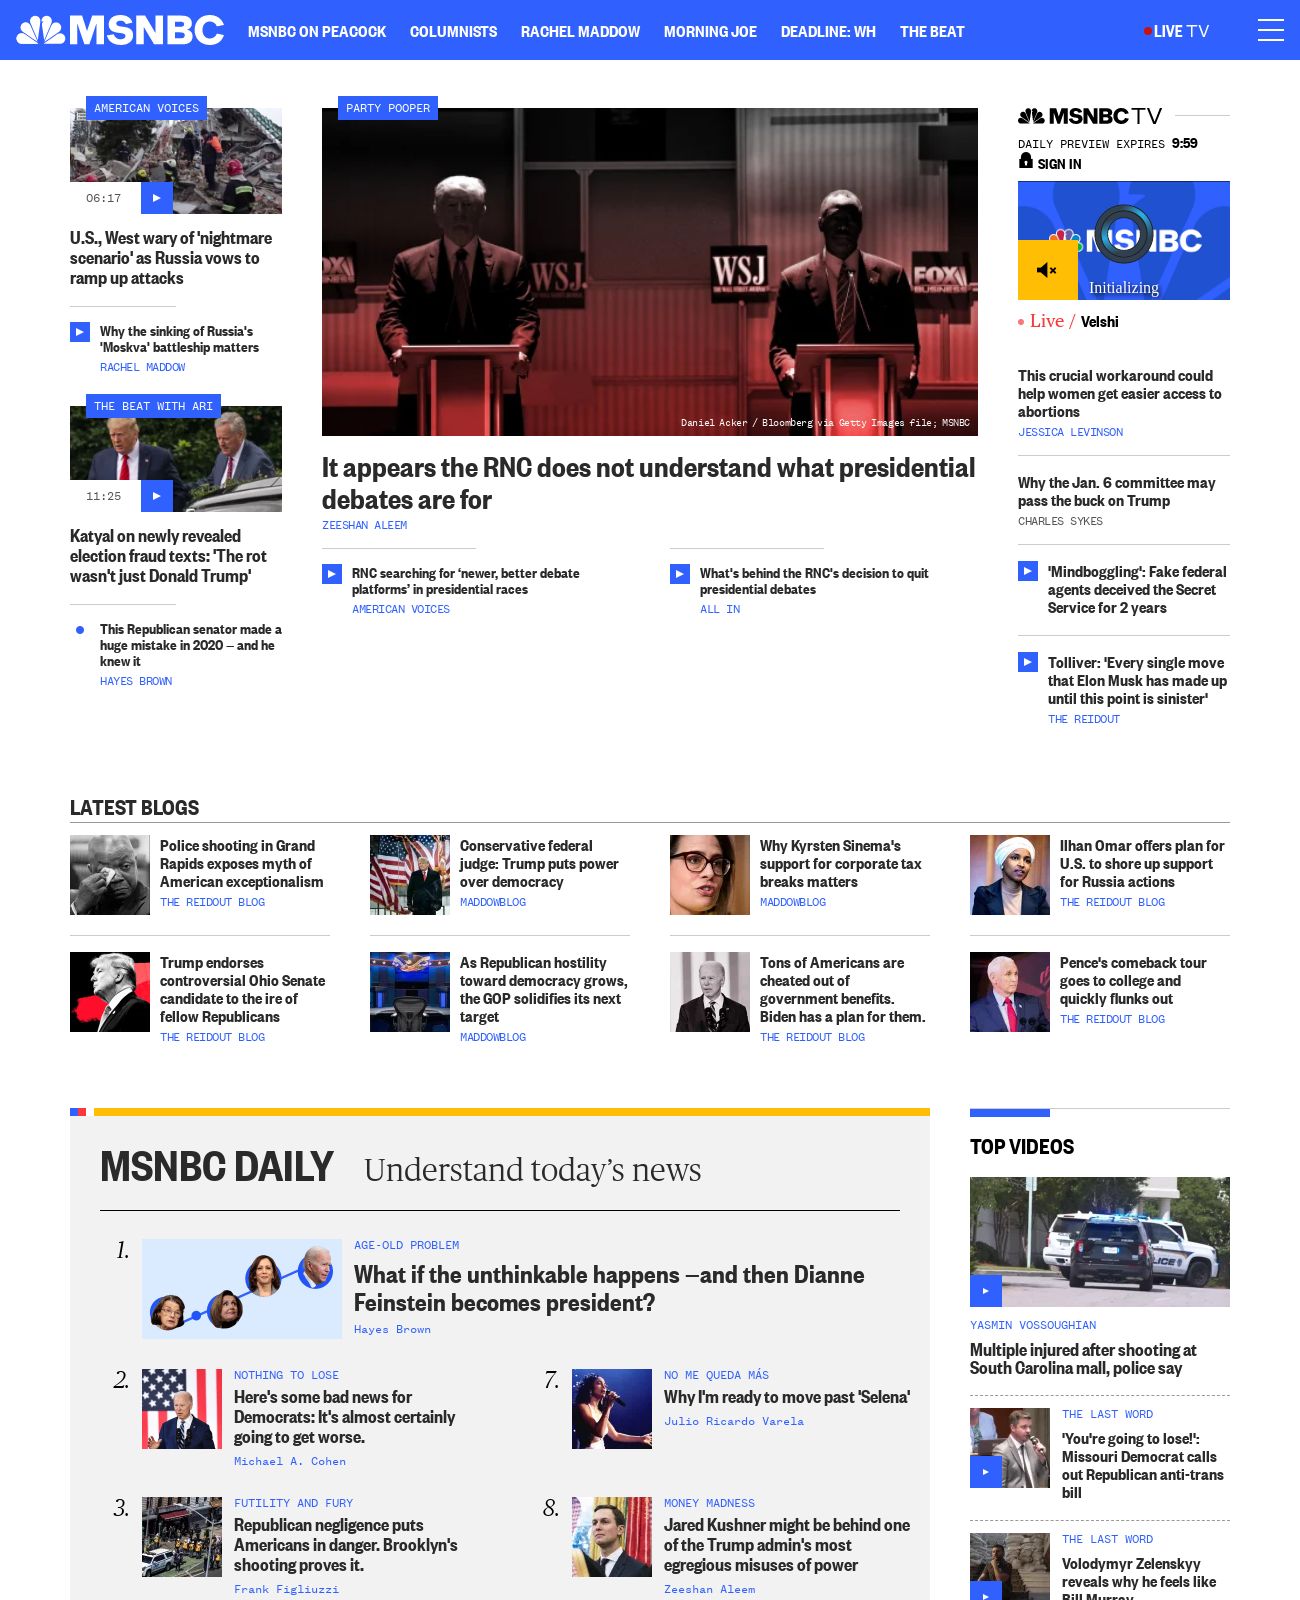 MSNBC
MSNBC ON PEACOCK
COLUMNISTS
RACHEL MADDOW
MORNING JOE
DEADLINE: WH
THE BEAT
LIVE TV
AMERICAN VOICES
06:17
U.S., West wary of 'nightmare
scenario' as Russia vows to
ramp up attacks
Why the sinking of Russia's
'Moskva' battleship matters
RACHEL MADDOW
THE BEAT WITH ARI
11:25
Katyal on newly revealed
election fraud texts: 'The rot
wasn't just Donald Trump'
This Republican senator made a
huge mistake in 2020 — and he
knew it
HAYES BROWN
PARTY POOPER
WSJ
WSJ
FOX
Daniel Acker / Bloomberg via Getty Images file; MSNBC
It appears the RNC does not understand what presidential
debates are for
ZEESHAN ALEEM
RNC searching for ‘newer, better debate
platforms’ in presidential races
AMERICAN VOICES
What's behind the RNC's decision to quit
presidential debates
ALL IN
MSNBC TV
DAILY PREVIEW EXPIRES 9:59
SIGN IN
MSNBC
Initializing
Live / Velshi
This crucial workaround could
help women get easier access to
abortions
JESSICA LEVINSON
Why the Jan. 6 committee may
pass the buck on Trump
CHARLES SYKES
'Mindboggling': Fake federal
agents deceived the Secret
Service for 2 years
Tolliver: 'Every single move
that Elon Musk has made up
until this point is sinister'
THE REIDOUT
LATEST BLOGS
Police shooting in Grand
Rapids exposes myth of
American exceptionalism
THE REIDOUT BLOG
Conservative federal
judge: Trump puts power
over democracy
MADDOWBLOG
Why Kyrsten Sinema's
support for corporate tax
breaks matters
MADDOWBLOG
Ilhan Omar offers plan for
U.S. to shore up support
for Russia actions
THE REIDOUT BLOG
Trump endorses
controversial Ohio Senate
candidate to the ire of
fellow Republicans
THE REIDOUT BLOG
As Republican hostility
toward democracy grows,
the GOP solidifies its next
target
MADDOWBLOG
Tons of Americans are
cheated out of
government benefits.
Biden has a plan for them.
THE REIDOUT BLOG
Pence's comeback tour
goes to college and
quickly flunks out
THE REIDOUT BLOG
MSNBC DAILY
Understand today’s news
1.
AGE-OLD PROBLEM
What if the unthinkable happens —and then Dianne
Feinstein becomes president?
Hayes Brown
2.
NOTHING TO LOSE
Here's some bad news for
Democrats: It's almost certainly
going to get worse.
Michael A. Cohen
7.
NO ME QUEDA MÁS
Why I'm ready to move past 'Selena'
Julio Ricardo Varela
3.
FUTILITY AND FURY
Republican negligence puts
Americans in danger. Brooklyn's
shooting proves it.
Frank Figliuzzi
8.
MONEY MADNESS
Jared Kushner might be behind one
of the Trump admin's most
egregious misuses of power
Zeeshan Aleem
TOP VIDEOS
YASMIN VOSSOUGHIAN
Multiple injured after shooting at
South Carolina mall, police say
THE LAST WORD
'You're going to lose!':
Missouri Democrat calls
out Republican anti-trans
bill
THE LAST WORD
Volodymyr Zelenskyy
reveals why he feels like
Bill Murray